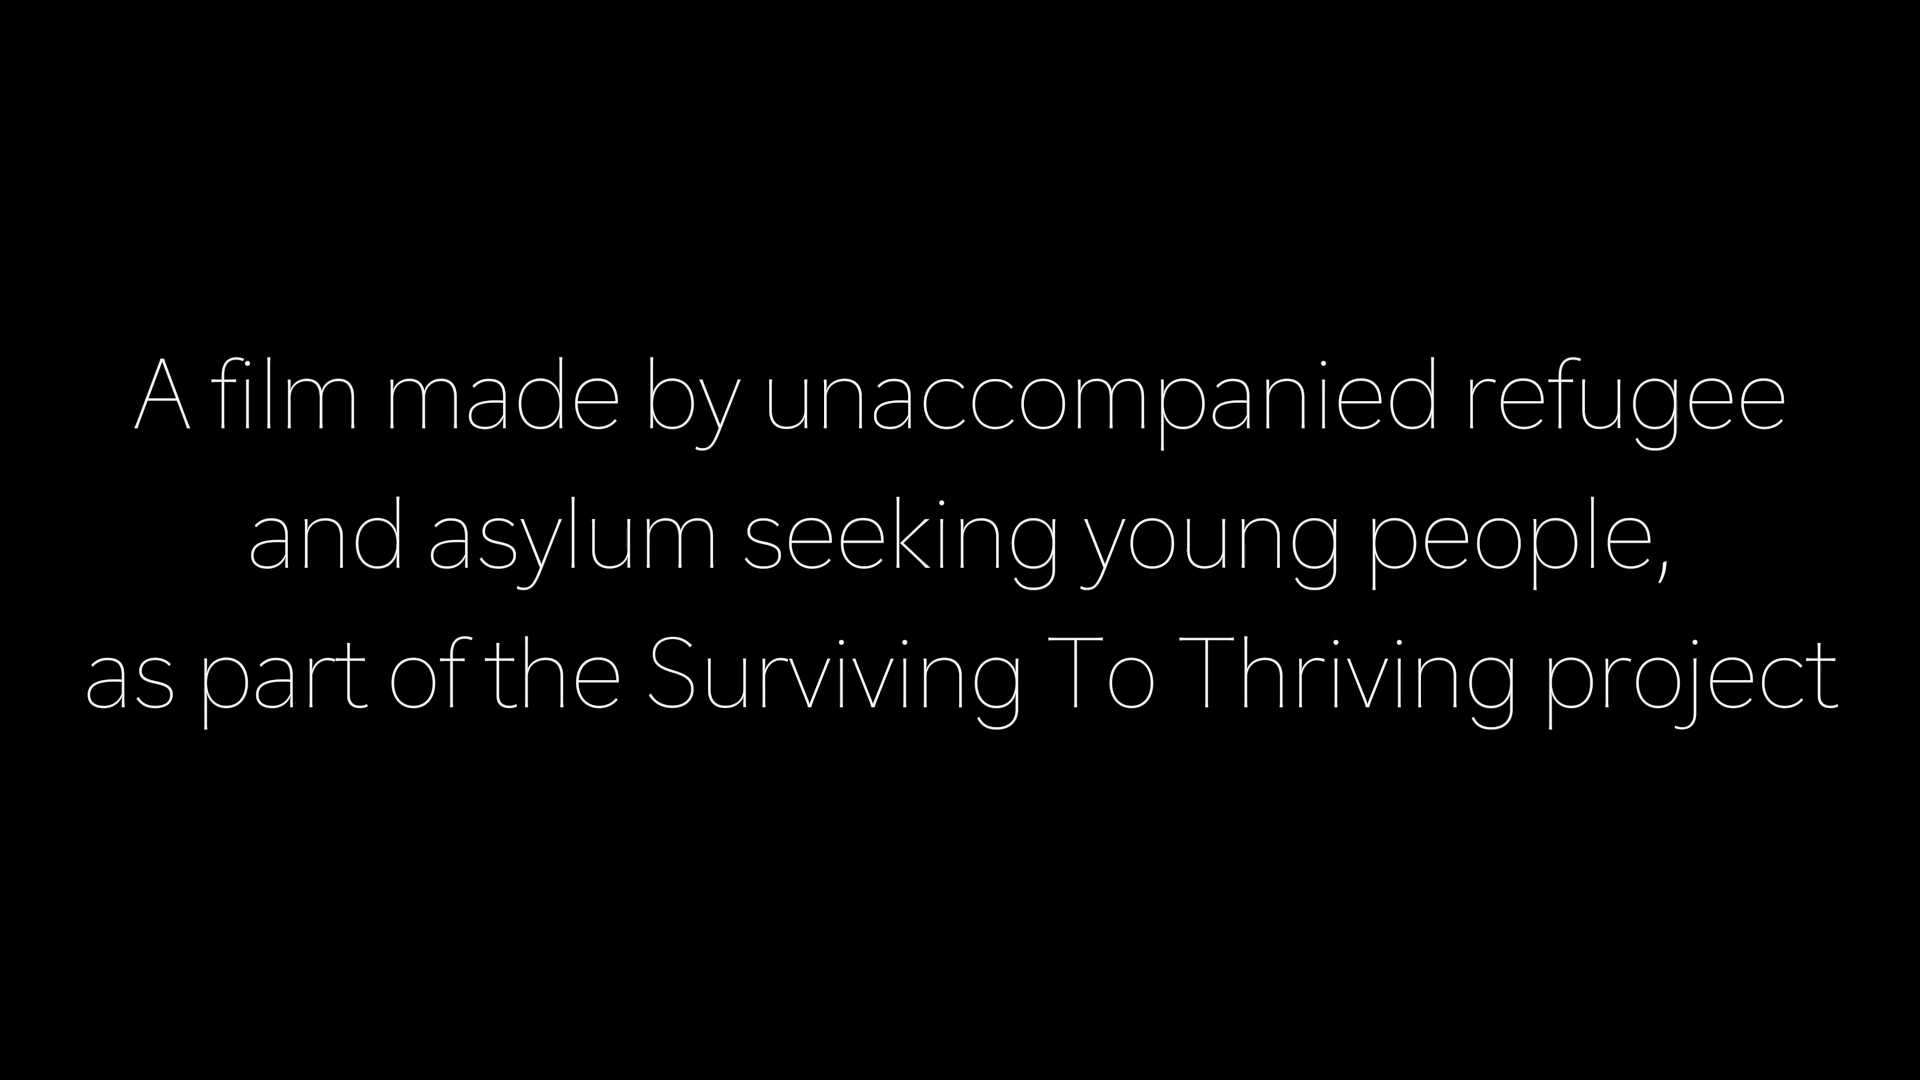 A film made by unaccompanied refugee
and asylum seeking young people,
as part of the Surviving To Thriving project